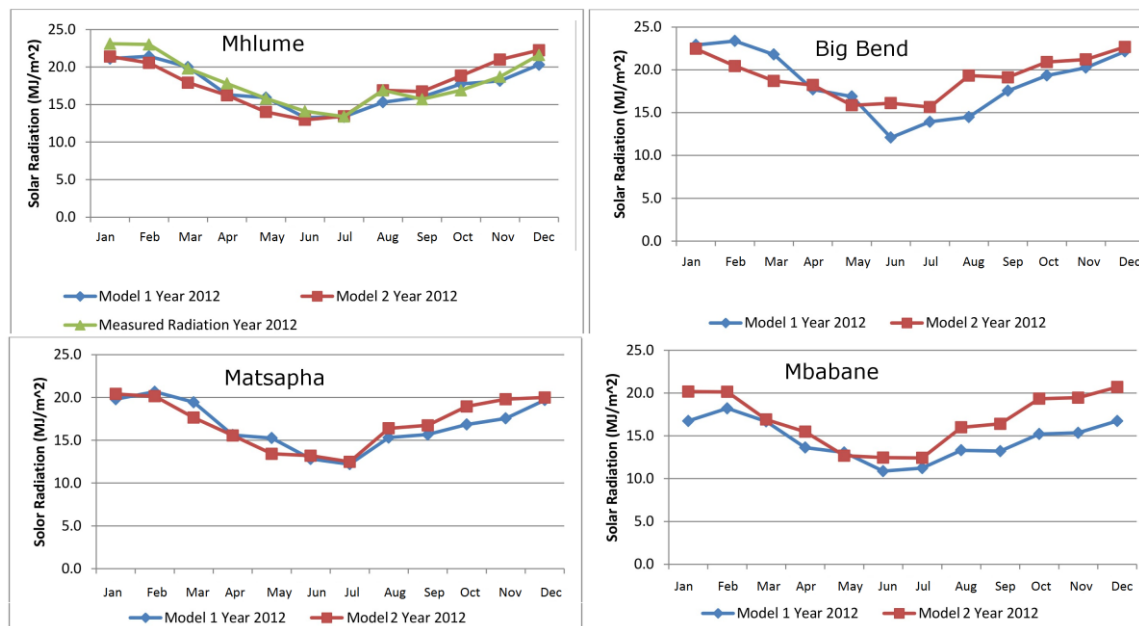 Mhlume
Solar Radiation (MJ/m^2)
25.0
20.0
15.0
10.0
5.0
0.0
Jan Feb Mar Apr May Jun Jul Aug Sep Oct Nov Dec
Model 1 Year 2012 Model 2 Year 2012
Measured Radiation Year 2012
Big Bend
Solar Radiation (MJ/m^2)
25.0
20.0
15.0
10.0
5.0
0.0
Jan Feb Mar Apr May Jun Jul Aug Sep Oct Nov Dec
Model 1 Year 2012 Model 2 Year 2012
Matsapha
Solor Radiation (MJ/m^2)
25.0
20.0
15.0
10.0
5.0
0.0
Jan Feb Mar Apr May Jun Jul Aug Sep Oct Nov Dec
Model 1 Year 2012 Model 2 Year 2012
Mbabane
Solar Radiation (MJ/m^2)
25.0
20.0
15.0
10.0
5.0
0.0
Jan Feb Mar Apr May Jun Jul Aug Sep Oct Nov Dec
Model 1 Year 2012 Model 2 Year 2012